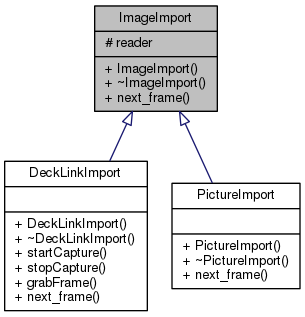 ImageImport
# reader
+ ImageImport()
+ ~ImageImport()
+ next_frame()
DeckLinkImport
+ DeckLinkImport()
+ ~DeckLinkImport()
+ startCapture()
+ stopCapture()
+ grabFrame()
+ next_frame()
PictureImport
+ PictureImport()
+ ~PictureImport()
+ next_frame()